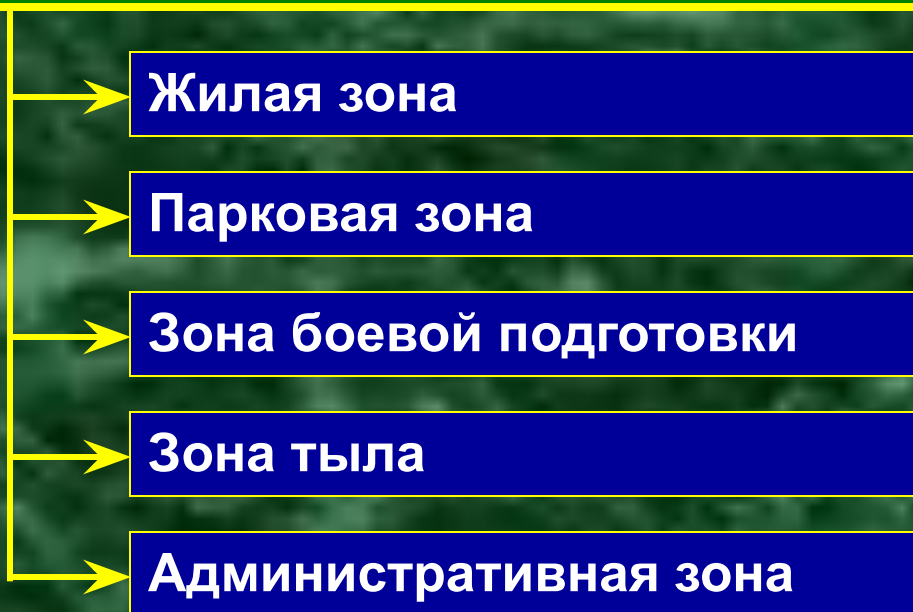 Жилая зона
Парковая зона
Зона боевой подготовки
Зона тыла
Административная зона